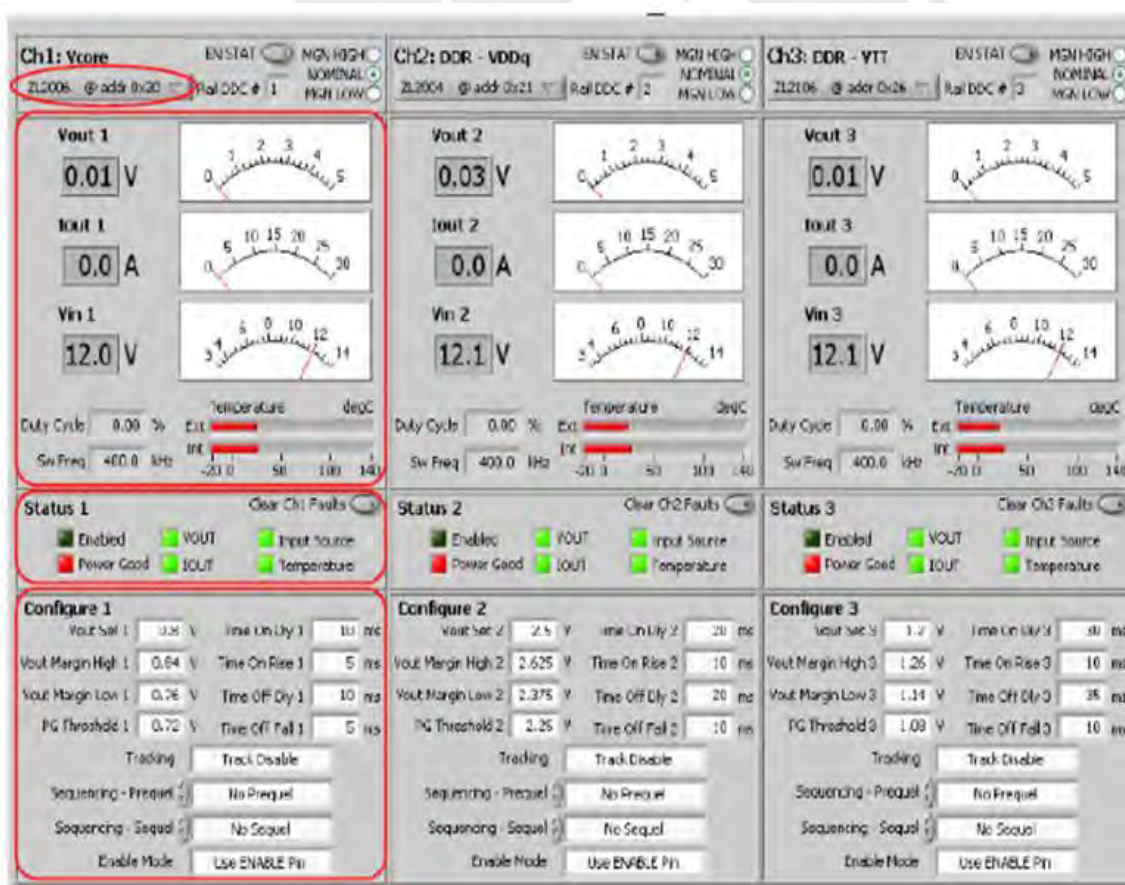 Ch1: Vcore
EN STAT
MGN HIGH
NOMINAL
MGN LOW
ZL2006 @ addr 0x20
Rail DDC # 1
Vout 1
0.01 V
0 1 2 3 4 5
Iout 1
0.0 A
0 5 10 15 20 25 30
Vin 1
12.0 V
10 12 14
Temperature degC
Duty Cycle 0.00 % Ext
Sw Freq 400.0 kHz Int
-20 0 50 100 140
Status 1
Clear Ch1 Faults
Enabled VOUT Input Source
Power Good IOUT Temperature
Configure 1
Vout Set 1 0.8 V Time On Dly 1 10 ms
Vout Margin High 1 0.84 V Time On Rise 1 5 ms
Vout Margin Low 1 0.76 V Time Off Dly 1 10 ms
PG Threshold 1 0.72 V Time Off Fall 1 5 ms
Tracking Track Disable
Sequencing - Prequel No Prequel
Sequencing - Sequel No Sequel
Enable Mode Use ENABLE Pin
Ch2: DDR - VDDq
EN STAT
MGN HIGH
NOMINAL
MGN LOW
ZL2004 @ addr 0x21
Rail DDC # 2
Vout 2
0.03 V
0 1 2 3 4 5
Iout 2
0.0 A
0 5 10 15 20 25 30
Vin 2
12.1 V
10 12 14
Temperature degC
Duty Cycle 0.00 % Ext
Sw Freq 400.0 kHz Int
-20 0 50 100 140
Status 2
Clear Ch2 Faults
Enabled VOUT Input Source
Power Good IOUT Temperature
Configure 2
Vout Set 2 2.5 V Time On Dly 2 20 ms
Vout Margin High 2 2.625 V Time On Rise 2 10 ms
Vout Margin Low 2 2.375 V Time Off Dly 2 20 ms
PG Threshold 2 2.25 V Time Off Fall 2 10 ms
Tracking Track Disable
Sequencing - Prequel No Prequel
Sequencing - Sequel No Sequel
Enable Mode Use ENABLE Pin
Ch3: DDR - VTT
EN STAT
MGN HIGH
NOMINAL
MGN LOW
ZL2106 @ addr 0x26
Rail DDC # 3
Vout 3
0.01 V
0 1 2 3 4 5
Iout 3
0.0 A
0 5 10 15 20 25 30
Vin 3
12.1 V
10 12 14
Temperature degC
Duty Cycle 0.00 % Ext
Sw Freq 400.0 kHz Int
-20 0 50 100 140
Status 3
Clear Ch3 Faults
Enabled VOUT Input Source
Power Good IOUT Temperature
Configure 3
Vout Set 3 1.2 V Time On Dly 3 30 ms
Vout Margin High 3 1.26 V Time On Rise 3 10 ms
Vout Margin Low 3 1.14 V Time Off Dly 3 35 ms
PG Threshold 3 1.08 V Time Off Fall 3 10 ms
Tracking Track Disable
Sequencing - Prequel No Prequel
Sequencing - Sequel No Sequel
Enable Mode Use ENABLE Pin